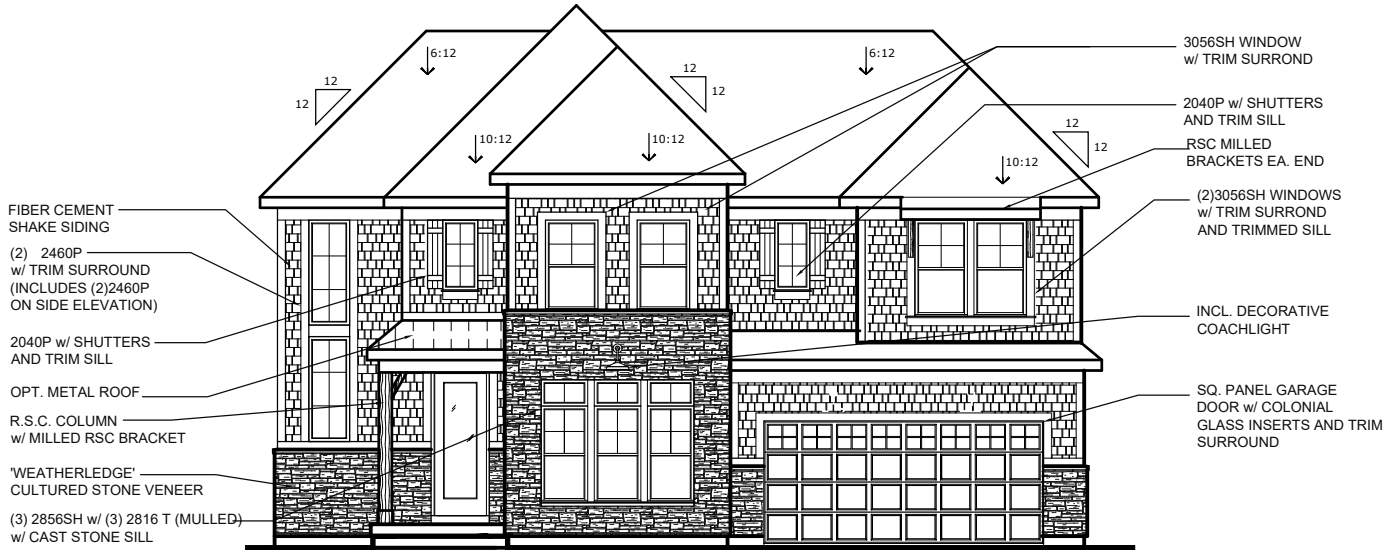 6:12
12
12
10:12
12
12
10:12
6:12
12
12
10:12
FIBER CEMENT
SHAKE SIDING
(2) 2460P
w/ TRIM SURROUND
(INCLUDES (2)2460P
ON SIDE ELEVATION)
2040P w/ SHUTTERS
AND TRIM SILL
OPT. METAL ROOF
R.S.C. COLUMN
w/ MILLED RSC BRACKET
'WEATHERLEDGE'
CULTURED STONE VENEER
(3) 2856SH w/ (3) 2816 T (MULLED)
w/ CAST STONE SILL
3056SH WINDOW
w/ TRIM SURROND
2040P w/ SHUTTERS
AND TRIM SILL
RSC MILLED
BRACKETS EA. END
(2)3056SH WINDOWS
w/ TRIM SURROND
AND TRIMMED SILL
INCL. DECORATIVE
COACHLIGHT
SQ. PANEL GARAGE
DOOR w/ COLONIAL
GLASS INSERTS AND TRIM
SURROUND